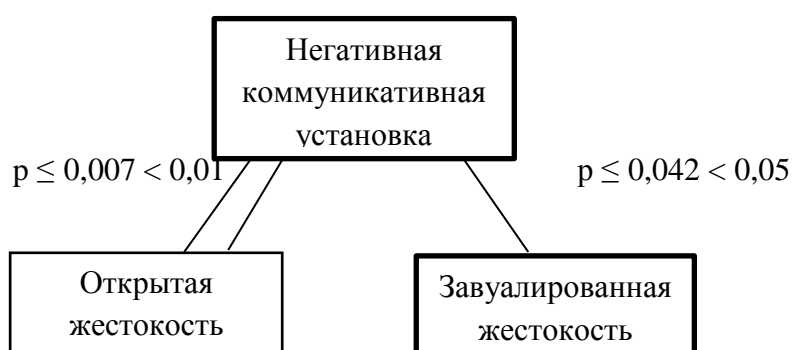 Негативная
коммуникативная
установка
p ≤ 0,007 < 0,01
p ≤ 0,042 < 0,05
Открытая
жестокость
Завуалированная
жестокость